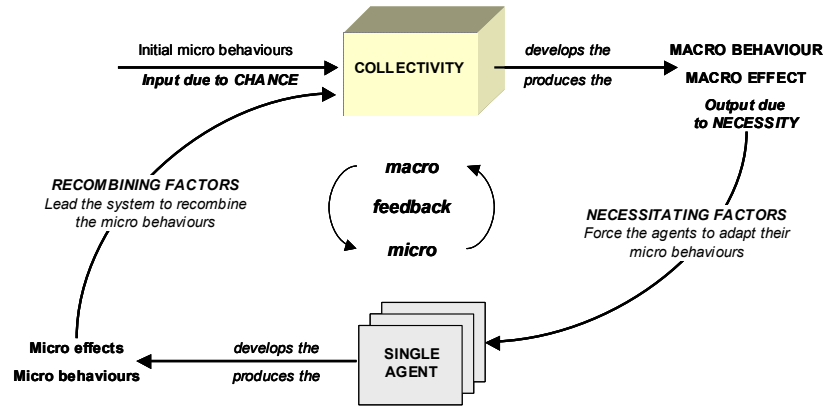 Initial micro behaviours
Input due to CHANCE
COLLECTIVITY
develops the
produces the
MACRO BEHAVIOUR
MACRO EFFECT
Output due
to NECESSITY
RECOMBINING FACTORS
Lead the system to recombine
the micro behaviours
macro
feedback
micro
NECESSITATING FACTORS
Force the agents to adapt their
micro behaviours
Micro effects
Micro behaviours
develops the
produces the
SINGLE
AGENT